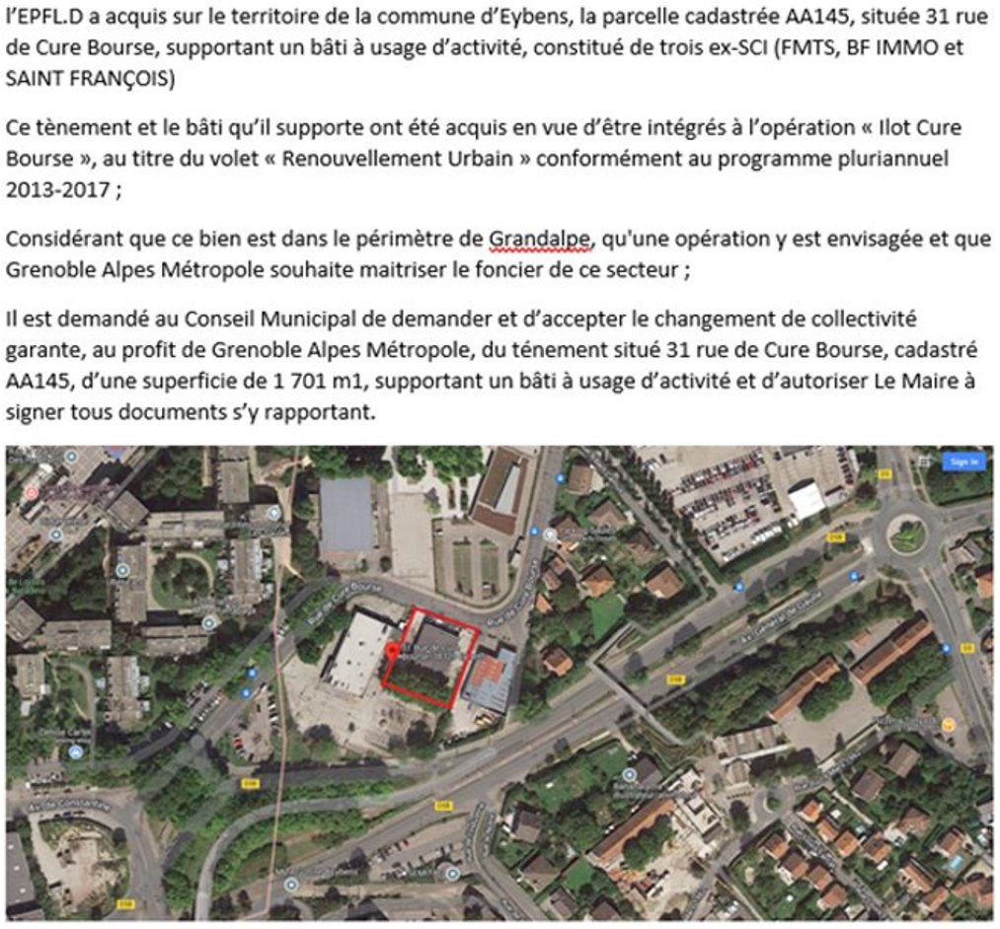 l’EPFL.D a acquis sur le territoire de la commune d’Eybens, la parcelle cadastrée AA145, située 31 rue
de Cure Bourse, supportant un bâti à usage d’activité, constitué de trois ex-SCI (FMTS, BF IMMO et
SAINT FRANÇOIS)
Ce tènement et le bâti qu’il supporte ont été acquis en vue d’être intégrés à l’opération « Ilot Cure
Bourse », au titre du volet « Renouvellement Urbain » conformément au programme pluriannuel
2013-2017 ;
Considérant que ce bien est dans le périmètre de Grandalpe, qu'une opération y est envisagée et que
Grenoble Alpes Métropole souhaite maitriser le foncier de ce secteur ;
Il est demandé au Conseil Municipal de demander et d’accepter le changement de collectivité
garante, au profit de Grenoble Alpes Métropole, du ténement situé 31 rue de Cure Bourse, cadastré
AA145, d’une superficie de 1 701 m1, supportant un bâti à usage d’activité et d’autoriser Le Maire à
signer tous documents s’y rapportant.
Sign in
Rue de Cure Bourse
Rue de Cure Bourse
Av. de Constantine